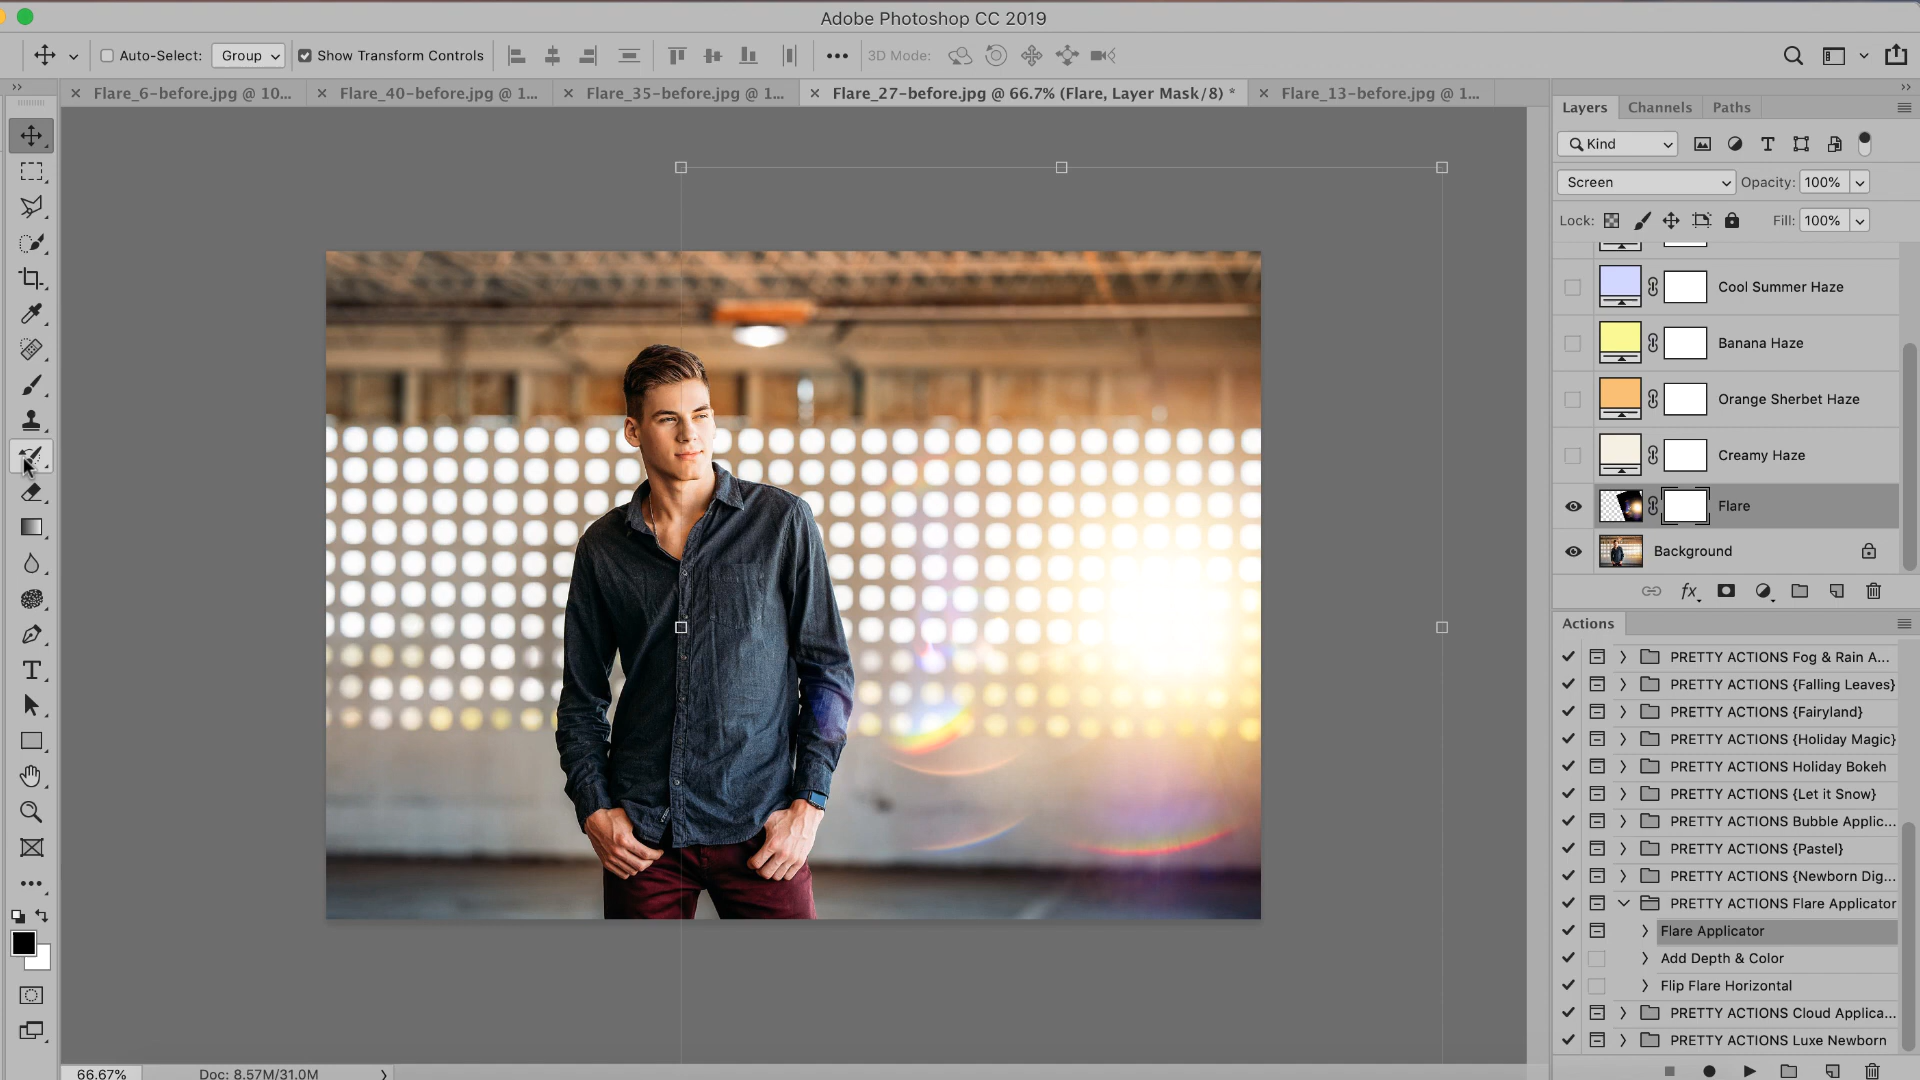 Adobe Photoshop CC 2019
Auto-Select: Group Show Transform Controls 3D Mode:
Flare_6-before.jpg @ 10... Flare_40-before.jpg @ 1... Flare_35-before.jpg @ 1... Flare_27-before.jpg @ 66.7% (Flare, Layer Mask/8) * Flare_13-before.jpg @ 1...
Layers Channels Paths
Kind
Screen Opacity: 100%
Lock: Fill: 100%
Cool Summer Haze
Banana Haze
Orange Sherbet Haze
Creamy Haze
Flare
Background
fx
Actions
PRETTY ACTIONS Fog & Rain A...
PRETTY ACTIONS {Falling Leaves}
PRETTY ACTIONS {Fairyland}
PRETTY ACTIONS {Holiday Magic}
PRETTY ACTIONS Holiday Bokeh
PRETTY ACTIONS {Let it Snow}
PRETTY ACTIONS Bubble Applic...
PRETTY ACTIONS {Pastel}
PRETTY ACTIONS {Newborn Dig...
PRETTY ACTIONS Flare Applicator
Flare Applicator
Add Depth & Color
Flip Flare Horizontal
PRETTY ACTIONS Cloud Applica...
PRETTY ACTIONS Luxe Newborn
66.67% Doc: 8.57M/31.0M